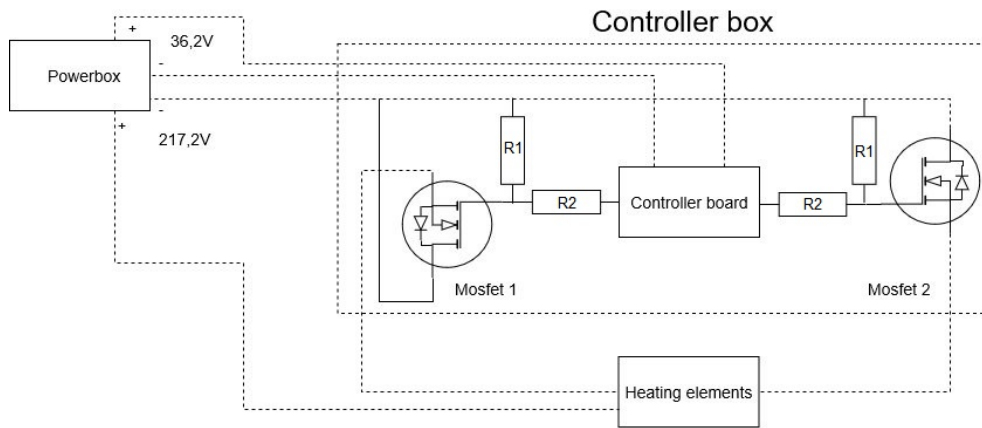 Controller box
+
36,2V
-
Powerbox
-
+
217,2V
R1
R1
R2
Controller board
R2
Mosfet 1
Mosfet 2
Heating elements